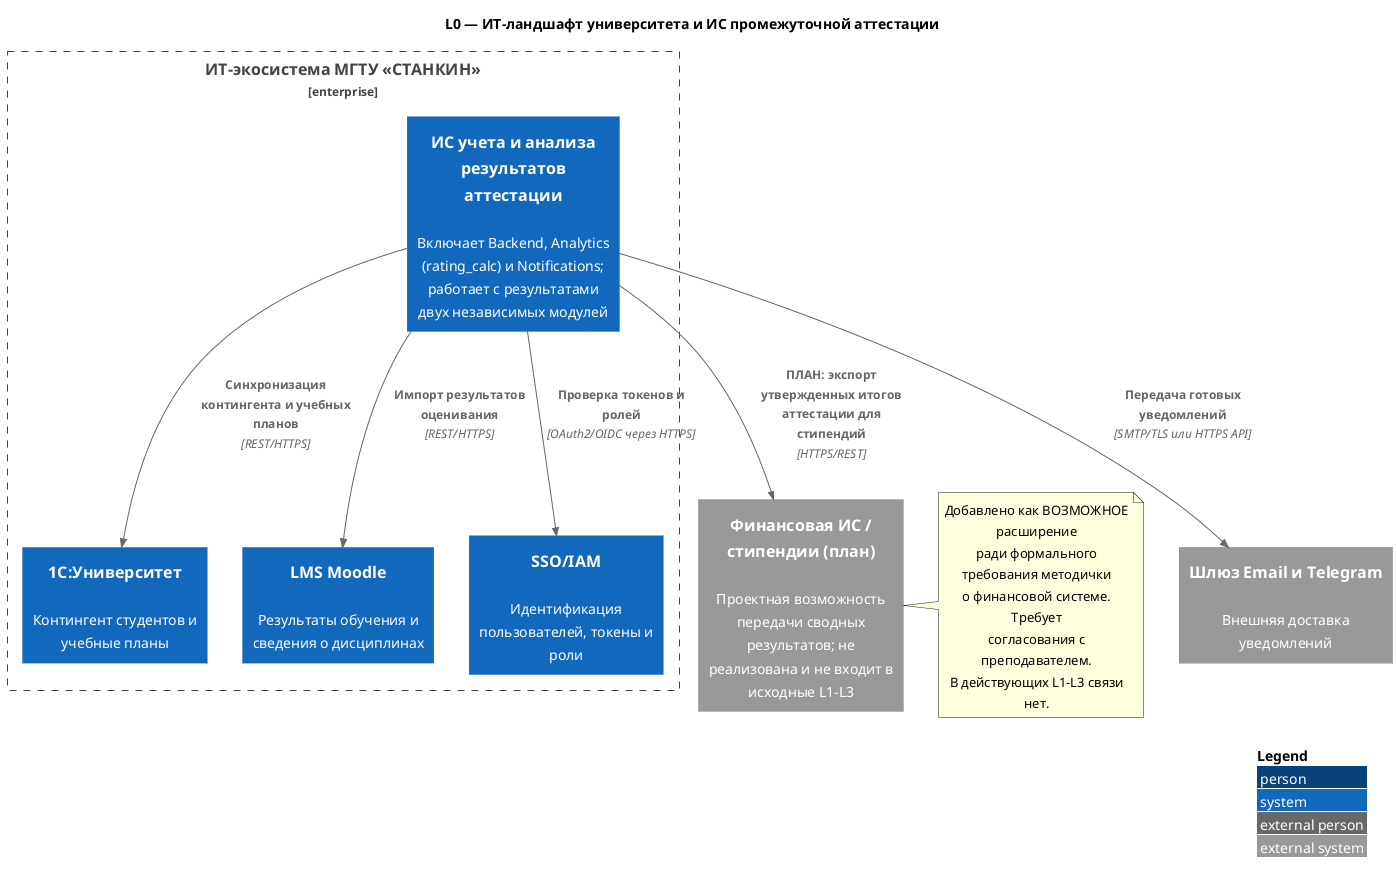 L0 — ИТ-ландшафт университета и ИС промежуточной аттестации
ИТ-экосистема МГТУ «СТАНКИН»
[enterprise]
ИС учета и анализа
результатов
аттестации
Включает Backend, Analytics
(rating_calc) и Notifications;
работает с результатами
двух независимых модулей
Синхронизация
контингента и учебных
планов
[REST/HTTPS]
Импорт результатов
оценивания
[REST/HTTPS]
Проверка токенов и
ролей
[OAuth2/OIDC через HTTPS]
ПЛАН: экспорт
утвержденных итогов
аттестации для
стипендий
[HTTPS/REST]
Передача готовых
уведомлений
[SMTP/TLS или HTTPS API]
1С:Университет
Контингент студентов и
учебные планы
LMS Moodle
Результаты обучения и
сведения о дисциплинах
SSO/IAM
Идентификация
пользователей, токены и
роли
Финансовая ИС /
стипендии (план)
Проектная возможность
передачи сводных
результатов; не
реализована и не входит в
исходные L1-L3
Добавлено как ВОЗМОЖНОЕ
расширение
ради формального
требования методички
о финансовой системе.
Требует
согласования с
преподавателем.
В действующих L1-L3 связи
нет.
Шлюз Email и Telegram
Внешняя доставка
уведомлений
Legend
person
system
external person
external system